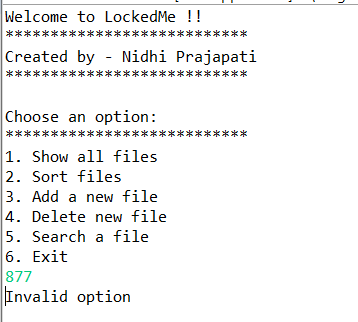 Welcome to LockedMe !!
***************************
Created by - Nidhi Prajapati
***************************
Choose an option:
***************************
1. Show all files
2. Sort files
3. Add a new file
4. Delete new file
5. Search a file
6. Exit
877
Invalid option